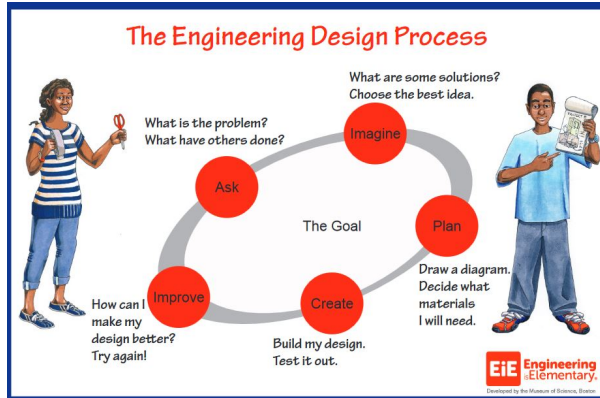 The Engineering Design Process
What are some solutions?
Choose the best idea.
Imagine
What is the problem?
What have others done?
Ask
The Goal
Plan
Draw a diagram.
Decide what
materials
I will need.
Improve
How can I
make my
design better?
Try again!
Create
Build my design.
Test it out.
EiE Engineering
is Elementary.
Developed by the Museum of Science, Boston